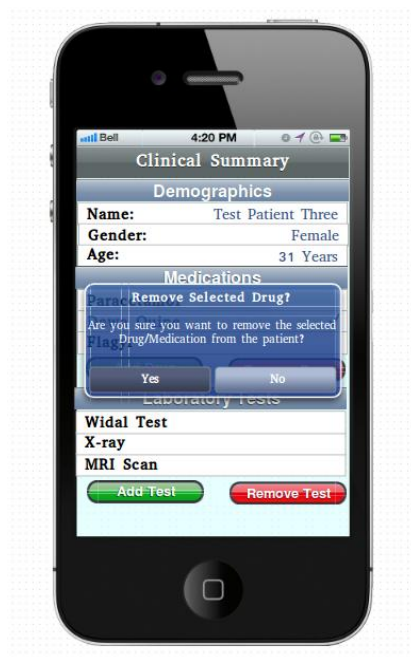 Bell 4:20 PM
Clinical Summary
Demographics
Name: Test Patient Three
Gender: Female
Age: 31 Years
Medications
Remove Selected Drug?
Are you sure you want to remove the selected
Drug/Medication from the patient?
Yes No
Laboratory Tests
Widal Test
X-ray
MRI Scan
Add Test Remove Test